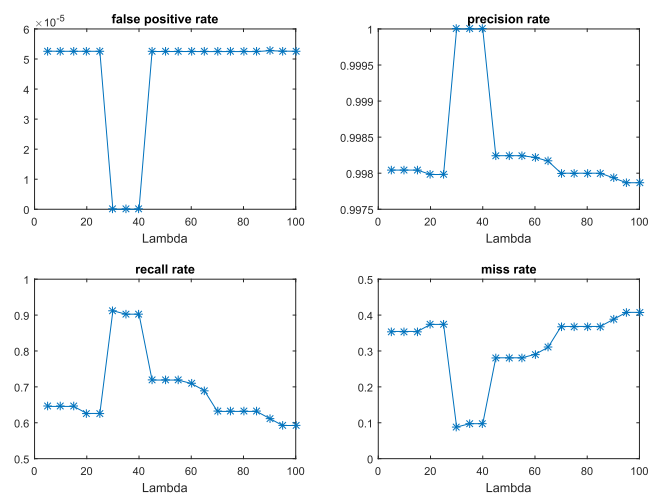 ×10⁻⁵ false positive rate
6
5
4
3
2
1
0
0 20 40 60 80 100
Lambda
precision rate
1
0.9995
0.999
0.9985
0.998
0.9975
0 20 40 60 80 100
Lambda
recall rate
1
0.9
0.8
0.7
0.6
0.5
0 20 40 60 80 100
Lambda
miss rate
0.5
0.4
0.3
0.2
0.1
0
0 20 40 60 80 100
Lambda